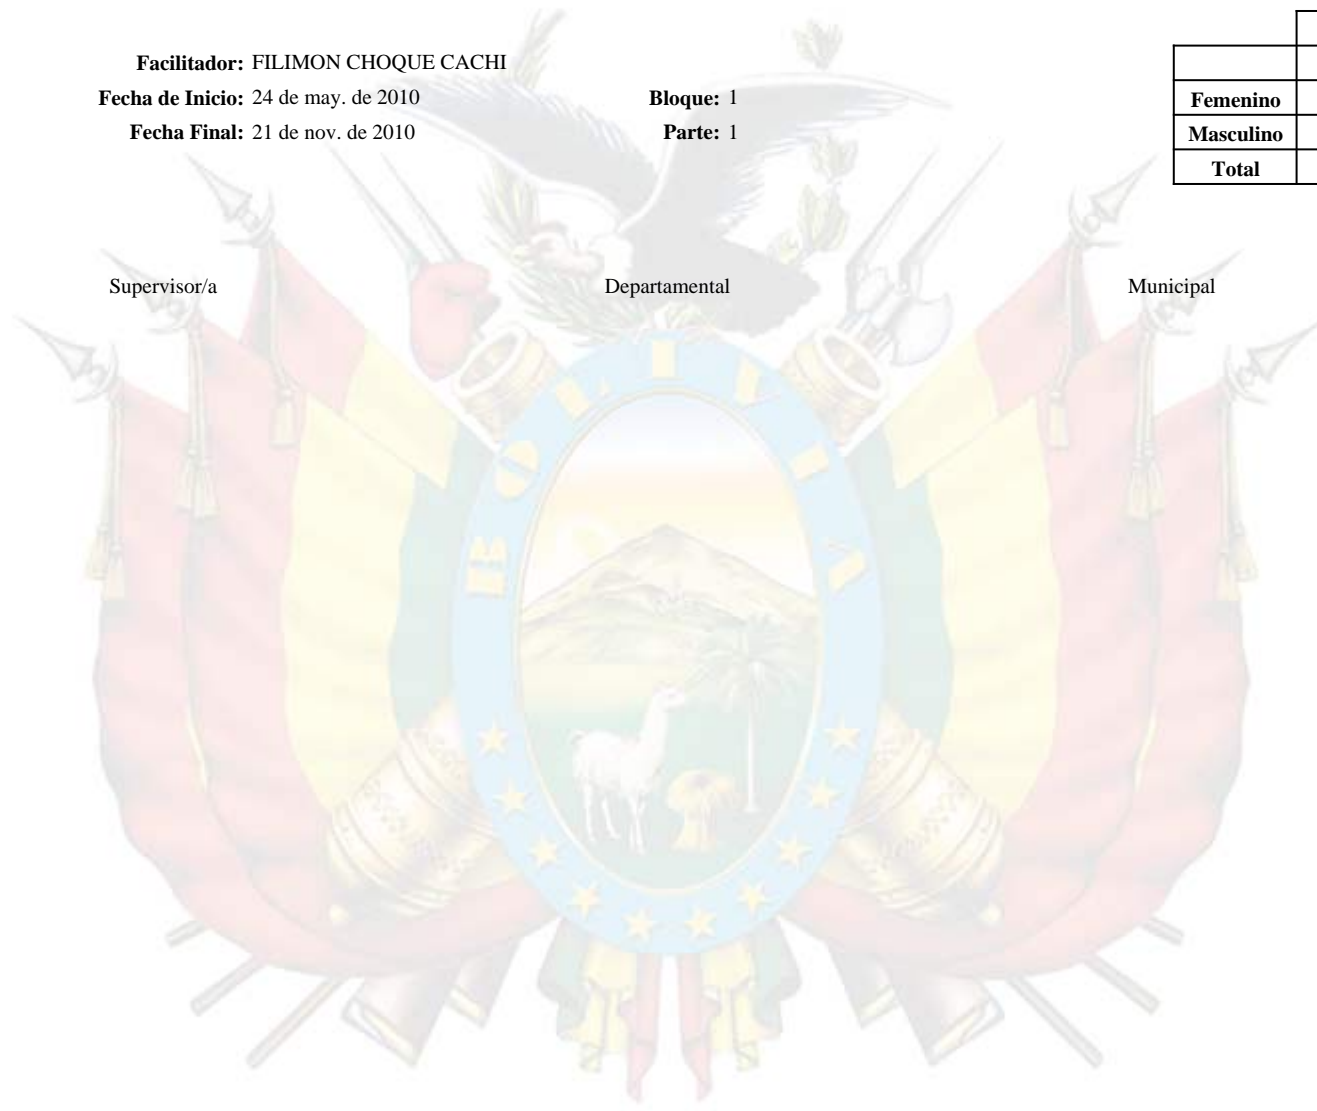 Facilitador: FILIMON CHOQUE CACHI
Fecha de Inicio: 24 de may. de 2010 Bloque: 1
Femenino
Fecha Final: 21 de nov. de 2010 Parte: 1
Masculino
Total
Supervisor/a Departamental Municipal
BOLIVIA